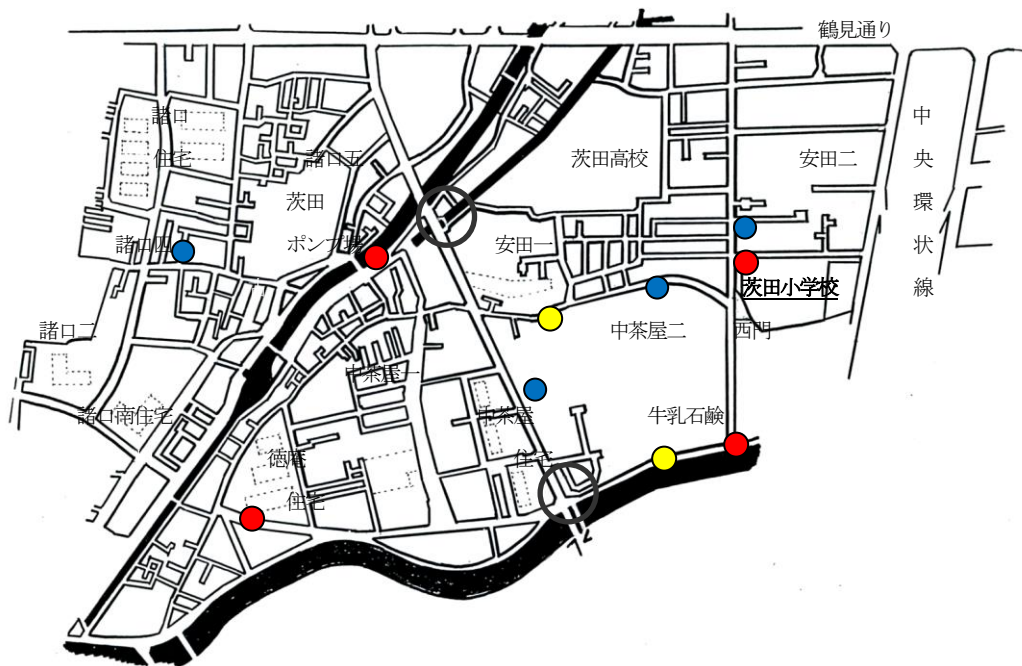 鶴見通り
中央環状線
諸口
住宅
諸口五
茨田高校
安田二
茨田
ポンプ場
諸口四
安田一
茨田小学校
諸口二
中茶屋二
西門
中茶屋一
諸口南住宅
中茶屋
住宅
牛乳石鹸
徳庵
住宅